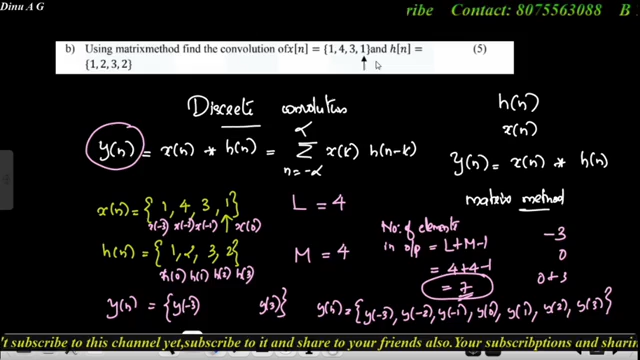 Dinu A G
ribe Contact: 8075563088
b) Using matrixmethod find the convolution ofx[n] = {1, 4, 3, 1}and h[n] = (5)
{1, 2, 3, 2}
↑
Discrete convolution
y(n) = x(n) * h(n) = ∑ x(k) h(n-k)
α
n=-α
h(n)
x(n)
y(n) = x(n) * h(n)
matrix method
x(n) = {1, 4, 3, 1}
↑
x(-3) x(-2) x(-1) x(0)
L = 4
h(n) = {1, 2, 3, 2}
h(0) h(1) h(2) h(3)
M = 4
No: of elements
in o/p = L+M-1
= 4+4-1
= 7
-3
0
0+3
y(n) = {y(-3) y(3)}
y(n) = {y(-3), y(-2), y(-1), y(0), y(1), y(2), y(3)}
't subscribe to this channel yet,subscribe to it and share to your friends also.Your subscribptions and sharin